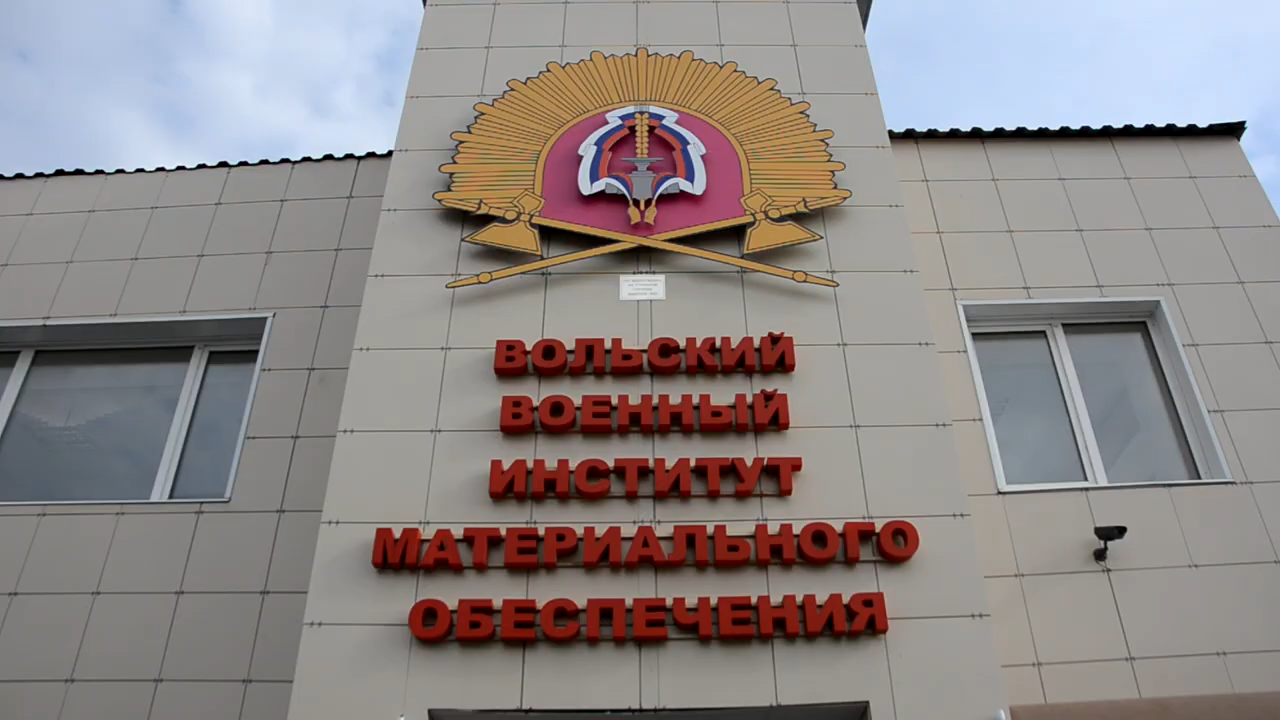 ВОЛЬСКИЙ
ВОЕННЫЙ
ИНСТИТУТ
МАТЕРИАЛЬНОГО
ОБЕСПЕЧЕНИЯ